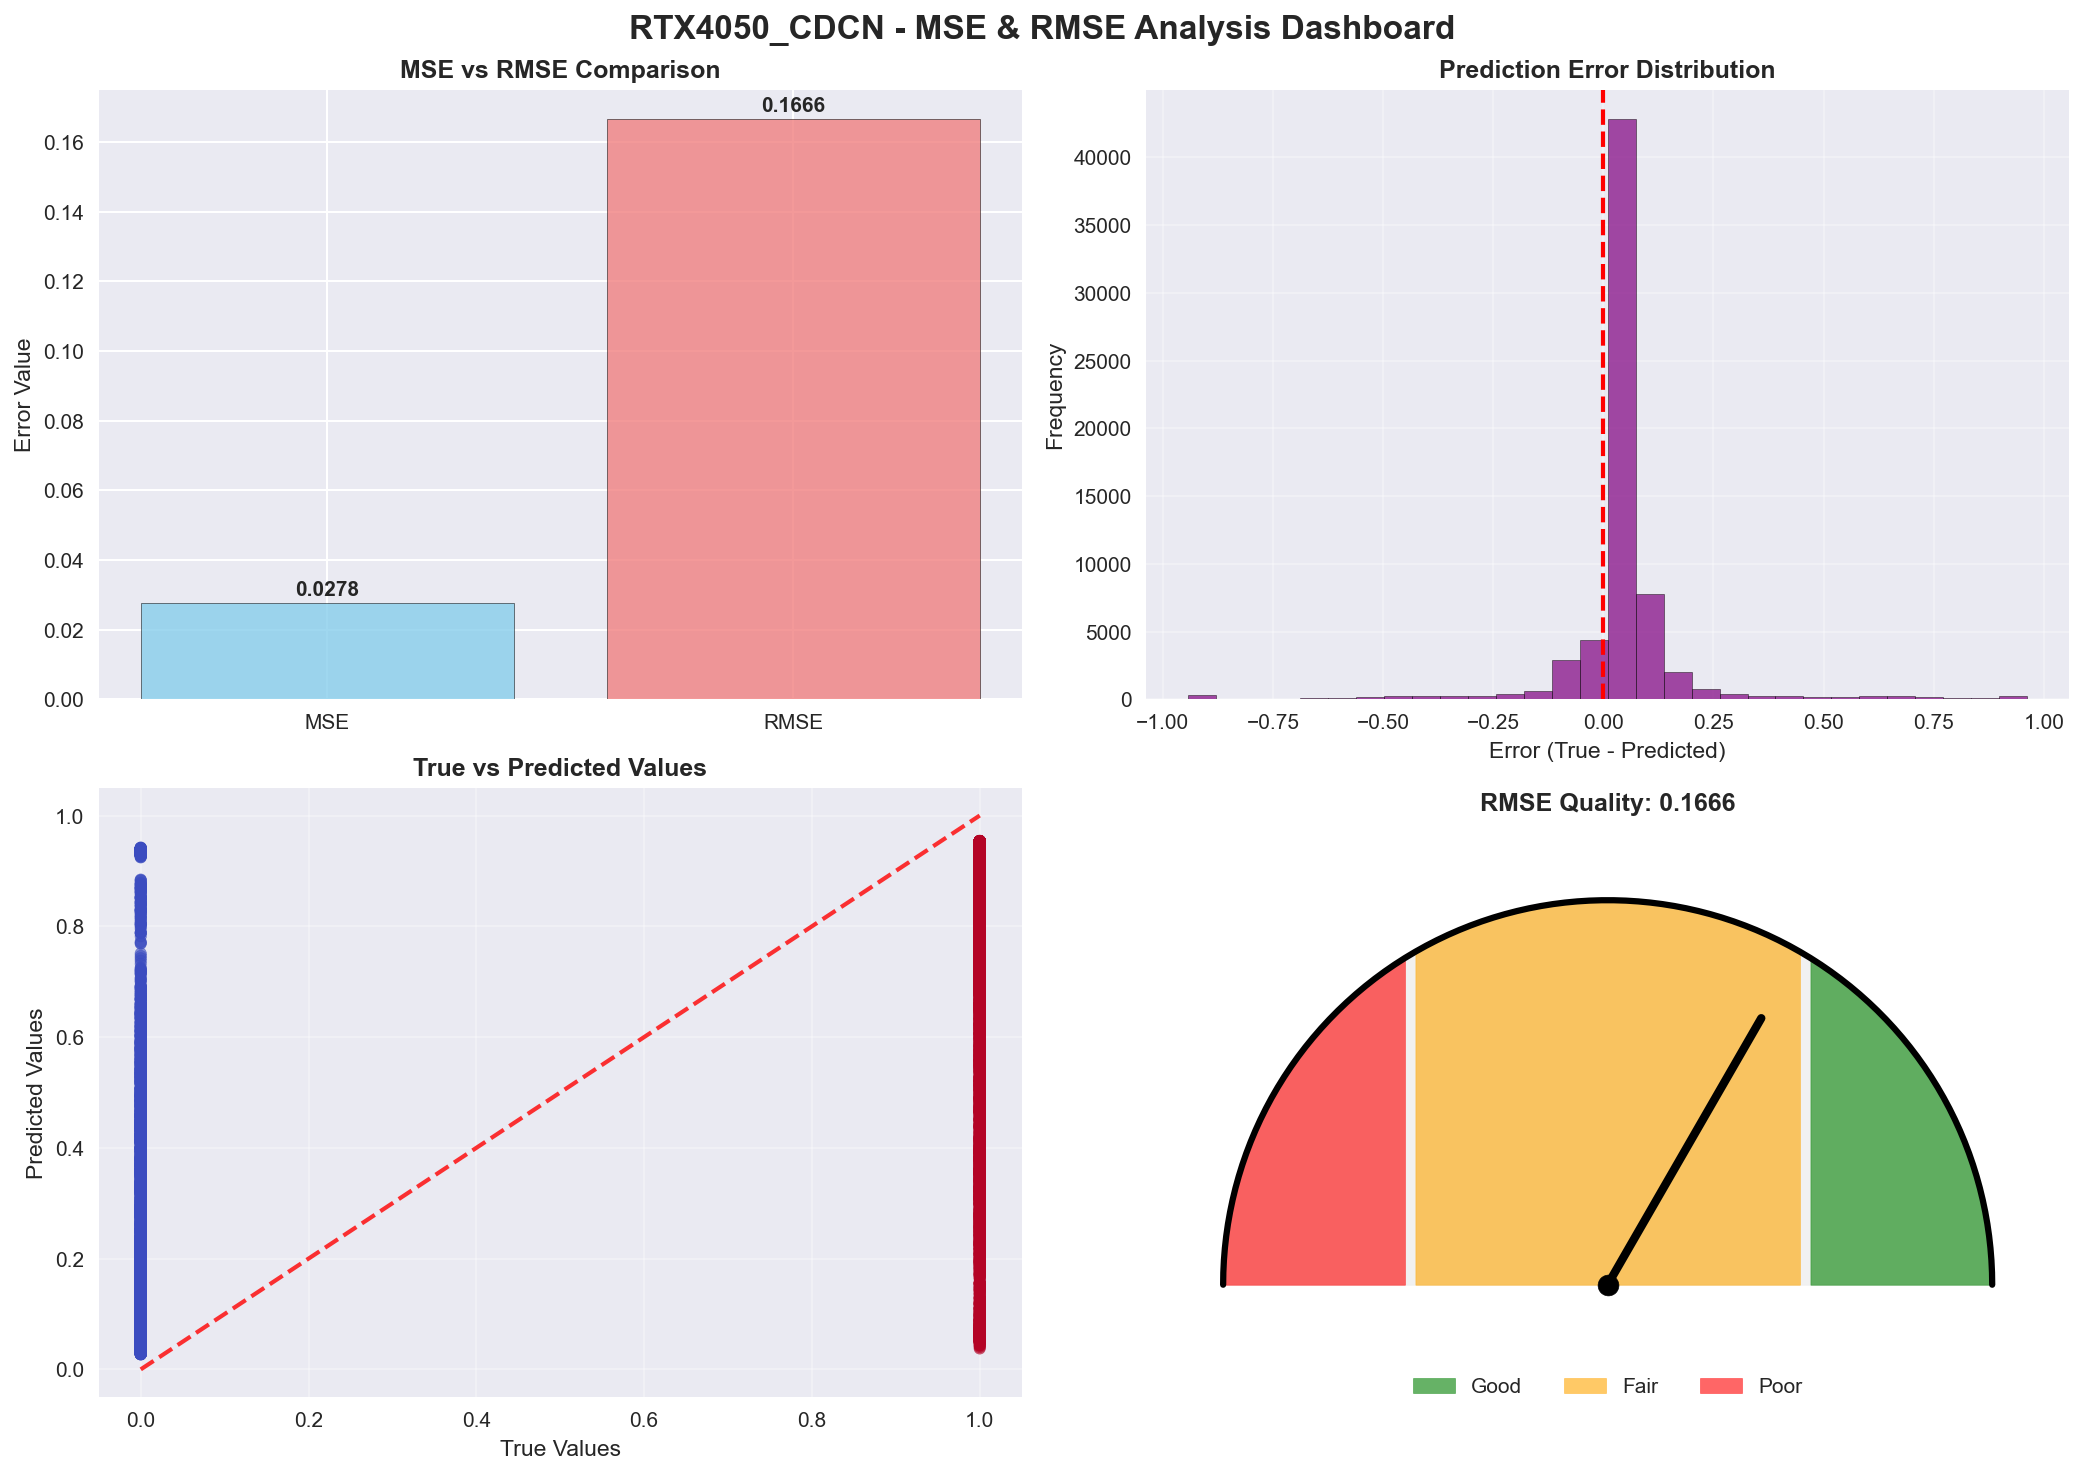 RTX4050_CDCN - MSE & RMSE Analysis Dashboard
MSE vs RMSE Comparison
Error Value
0.16
0.14
0.12
0.10
0.08
0.06
0.04
0.02
0.00
0.0278
0.1666
MSE RMSE
Prediction Error Distribution
Frequency
40000
35000
30000
25000
20000
15000
10000
5000
0
−1.00 −0.75 −0.50 −0.25 0.00 0.25 0.50 0.75 1.00
Error (True - Predicted)
True vs Predicted Values
Predicted Values
1.0
0.8
0.6
0.4
0.2
0.0
0.0 0.2 0.4 0.6 0.8 1.0
True Values
RMSE Quality: 0.1666
Good Fair Poor